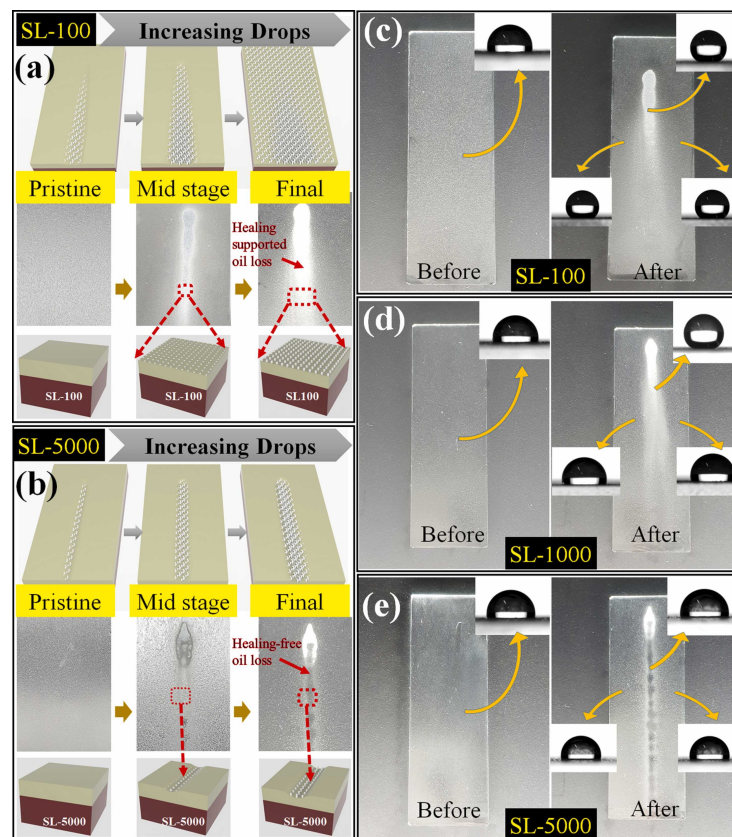 SL-100 Increasing Drops
(a)
Pristine Mid stage Final
Healing
supported
oil loss
SL-100 SL-100 SL100
SL-5000 Increasing Drops
(b)
Pristine Mid stage Final
Healing-free
oil loss
SL-5000 SL-5000 SL-5000
(c)
Before After
SL-100
(d)
Before After
SL-1000
(e)
Before After
SL-5000